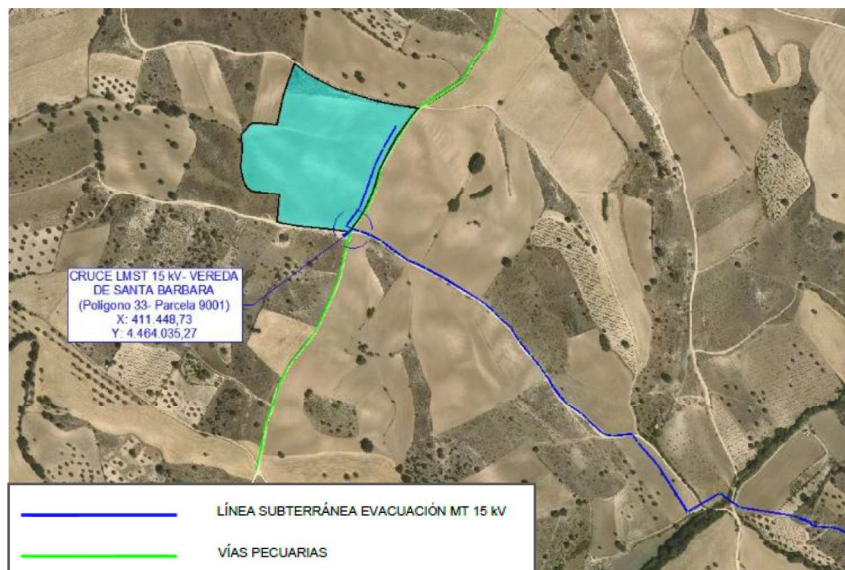 CRUCE LMST 15 kV- VEREDA
DE SANTA BARBARA
(Polígono 33- Parcela 9001)
X: 411.448,73
Y: 4.464.035,27
LÍNEA SUBTERRÁNEA EVACUACIÓN MT 15 kV
VÍAS PECUARIAS